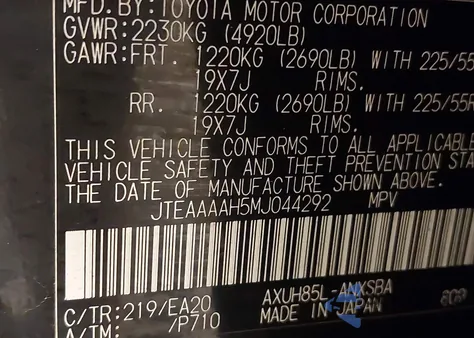 MFD.BY:TOYOTA MOTOR CORPORATION
GVWR:2230KG (4920LB)
GAWR:FRT. 1220KG (2690LB) WITH 225/55
19X7J RIMS.
RR. 1220KG (2690LB) WITH 225/55R
19X7J RIMS.
THIS VEHICLE CONFORMS TO ALL APPLICABLE
VEHICLE SAFETY AND THEFT PREVENTION STA
THE DATE OF MANUFACTURE SHOWN ABOVE.
JTEAAAAH5MJ044292 MPV
C/TR:219/EA20 AXUH85L-ANXSBA
A/TM: /P710 MADE IN JAPAN